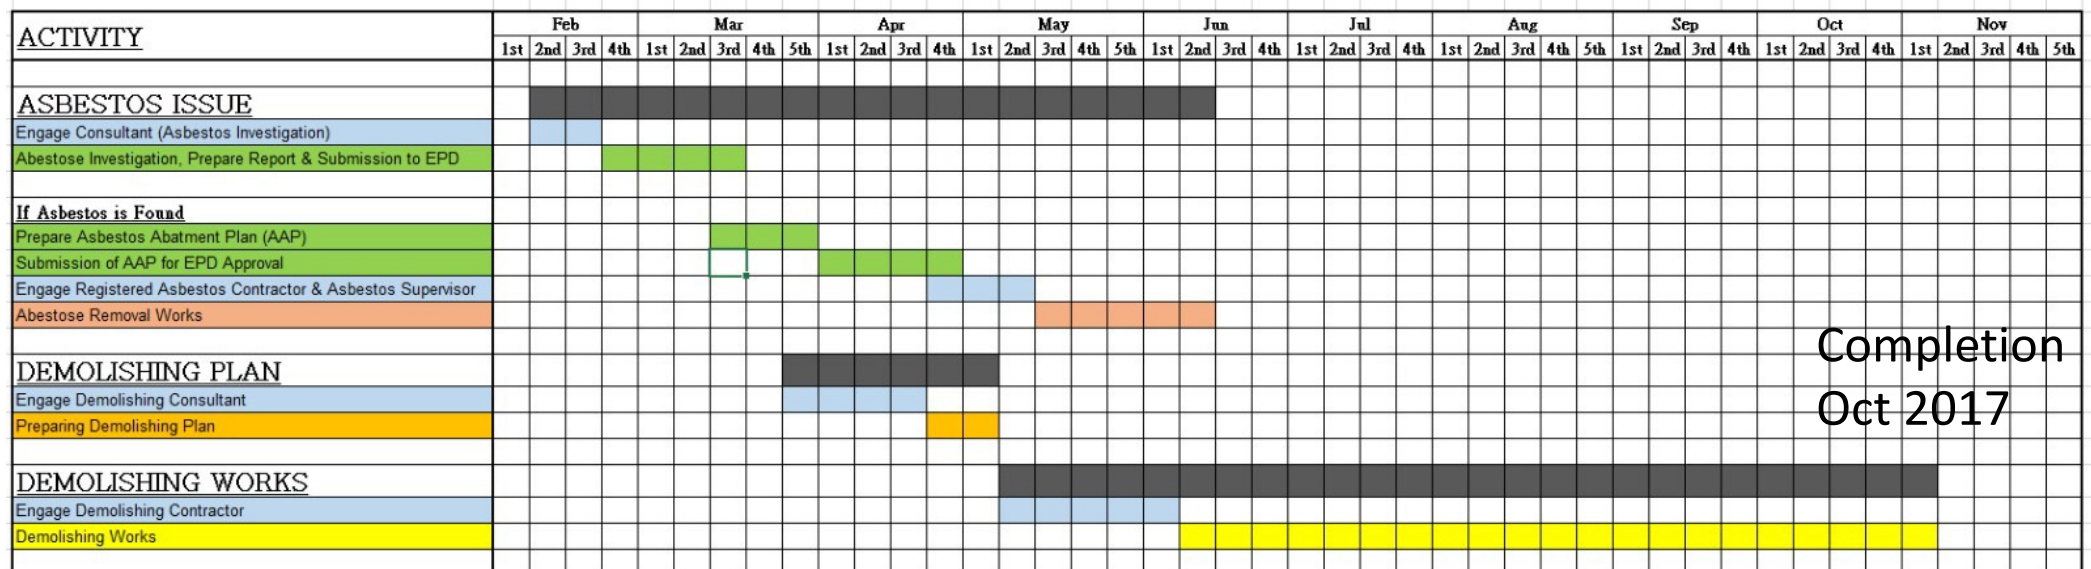 ACTIVITY
Feb Mar Apr May Jun Jul Aug Sep Oct Nov
1st 2nd 3rd 4th 1st 2nd 3rd 4th 5th 1st 2nd 3rd 4th 1st 2nd 3rd 4th 5th 1st 2nd 3rd 4th 1st 2nd 3rd 4th 1st 2nd 3rd 4th 5th 1st 2nd 3rd 4th 1st 2nd 3rd 4th 1st 2nd 3rd 4th 5th
ASBESTOS ISSUE
Engage Consultant (Asbestos Investigation)
Abestose Investigation, Prepare Report & Submission to EPD
If Asbestos is Found
Prepare Asbestos Abatment Plan (AAP)
Submission of AAP for EPD Approval
Engage Registered Asbestos Contractor & Asbestos Supervisor
Abestose Removal Works
Completion
Oct 2017
DEMOLISHING PLAN
Engage Demolishing Consultant
Preparing Demolishing Plan
DEMOLISHING WORKS
Engage Demolishing Contractor
Demolishing Works